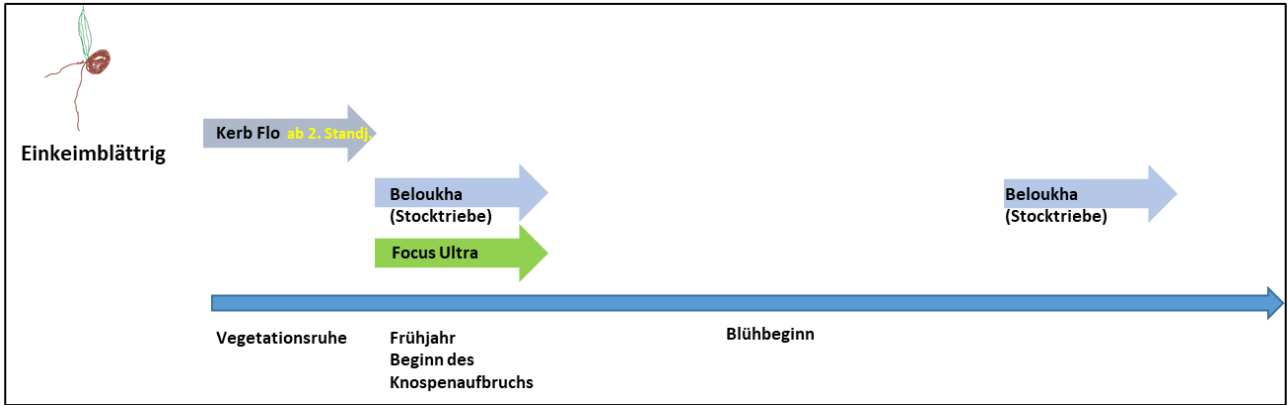 Einkeimblättrig
Kerb Flo ab 2. Standj.
Beloukha
(Stocktriebe)
Focus Ultra
Beloukha
(Stocktriebe)
Vegetationsruhe
Frühjahr
Beginn des
Knospenaufbruchs
Blühbeginn